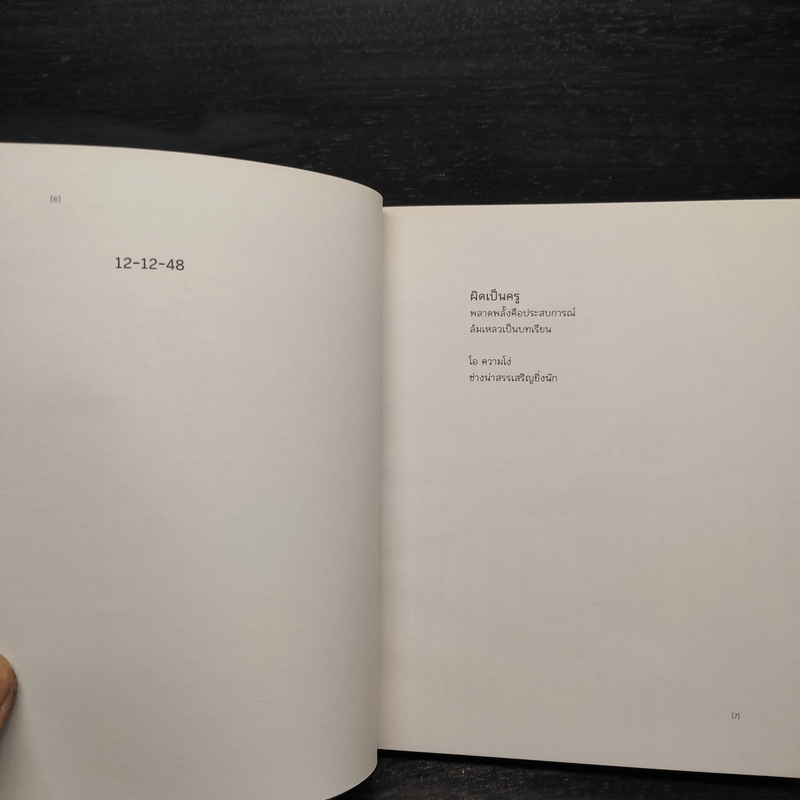 [6]
12-12-48
ผิดเป็นครู
พลาดพลั้งคือประสบการณ์
ล้มเหลวเป็นบทเรียน
โอ ความโง่
ช่างน่าสรรเสริญยิ่งนัก
[7]